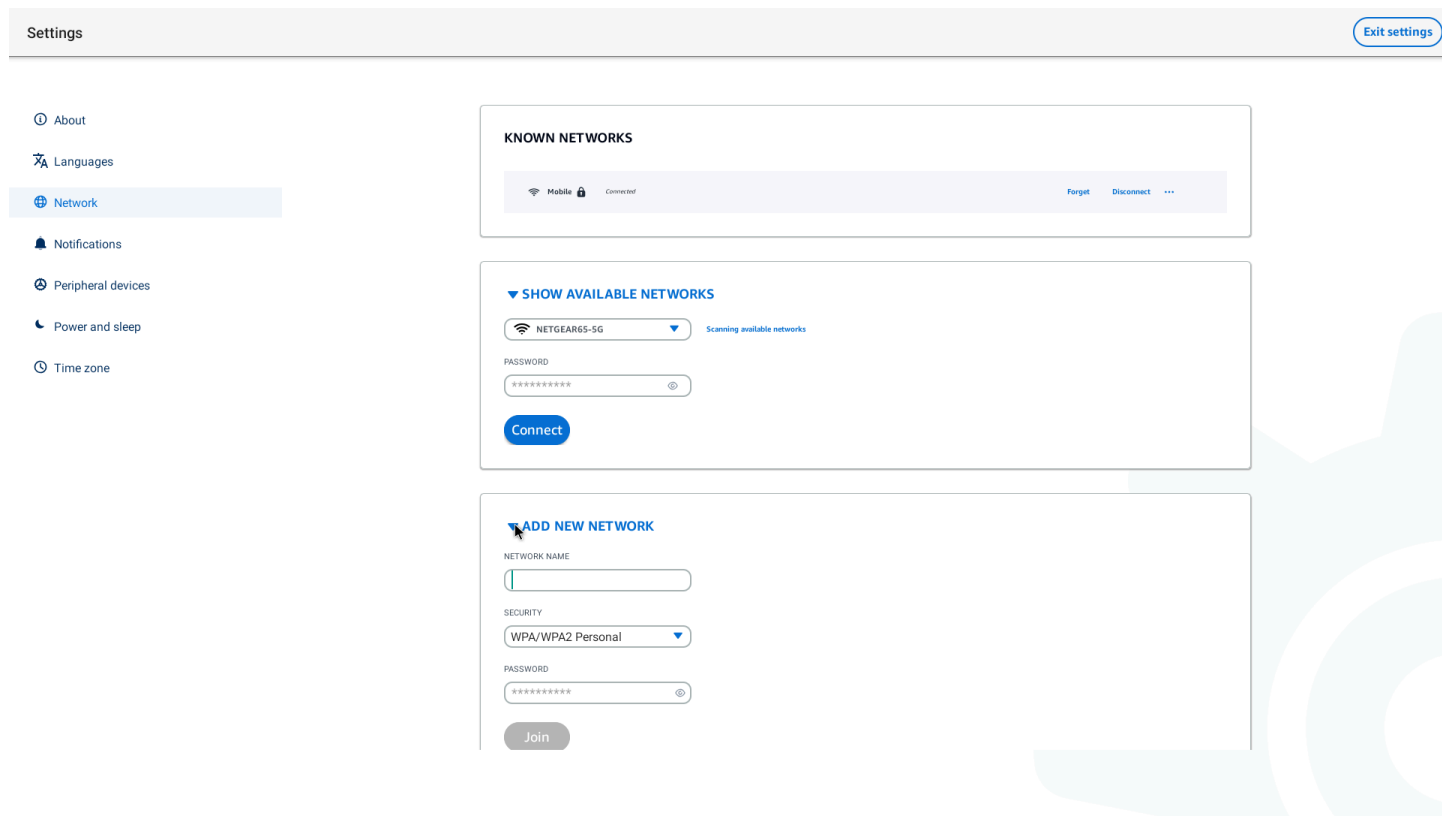 Settings
Exit settings
About
Languages
Network
Notifications
Peripheral devices
Power and sleep
Time zone
KNOWN NETWORKS
Mobile Connected Forget Disconnect ...
SHOW AVAILABLE NETWORKS
NETGEAR65-5G Scanning available networks
PASSWORD
**********
Connect
ADD NEW NETWORK
NETWORK NAME
SECURITY
WPA/WPA2 Personal
PASSWORD
**********
Join